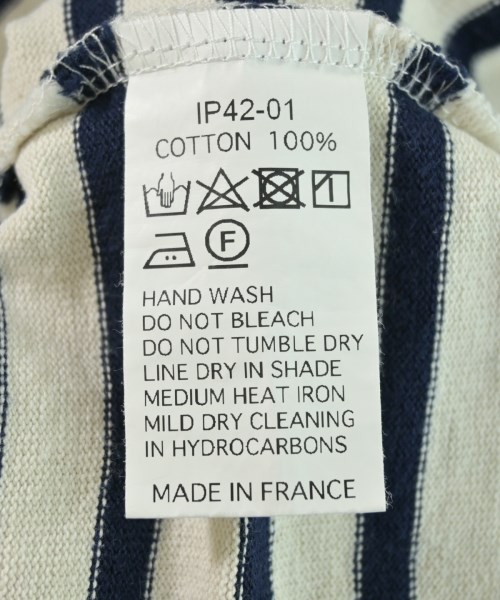 IP42-01
COTTON 100%
F
HAND WASH
DO NOT BLEACH
DO NOT TUMBLE DRY
LINE DRY IN SHADE
MEDIUM HEAT IRON
MILD DRY CLEANING
IN HYDROCARBONS
MADE IN FRANCE